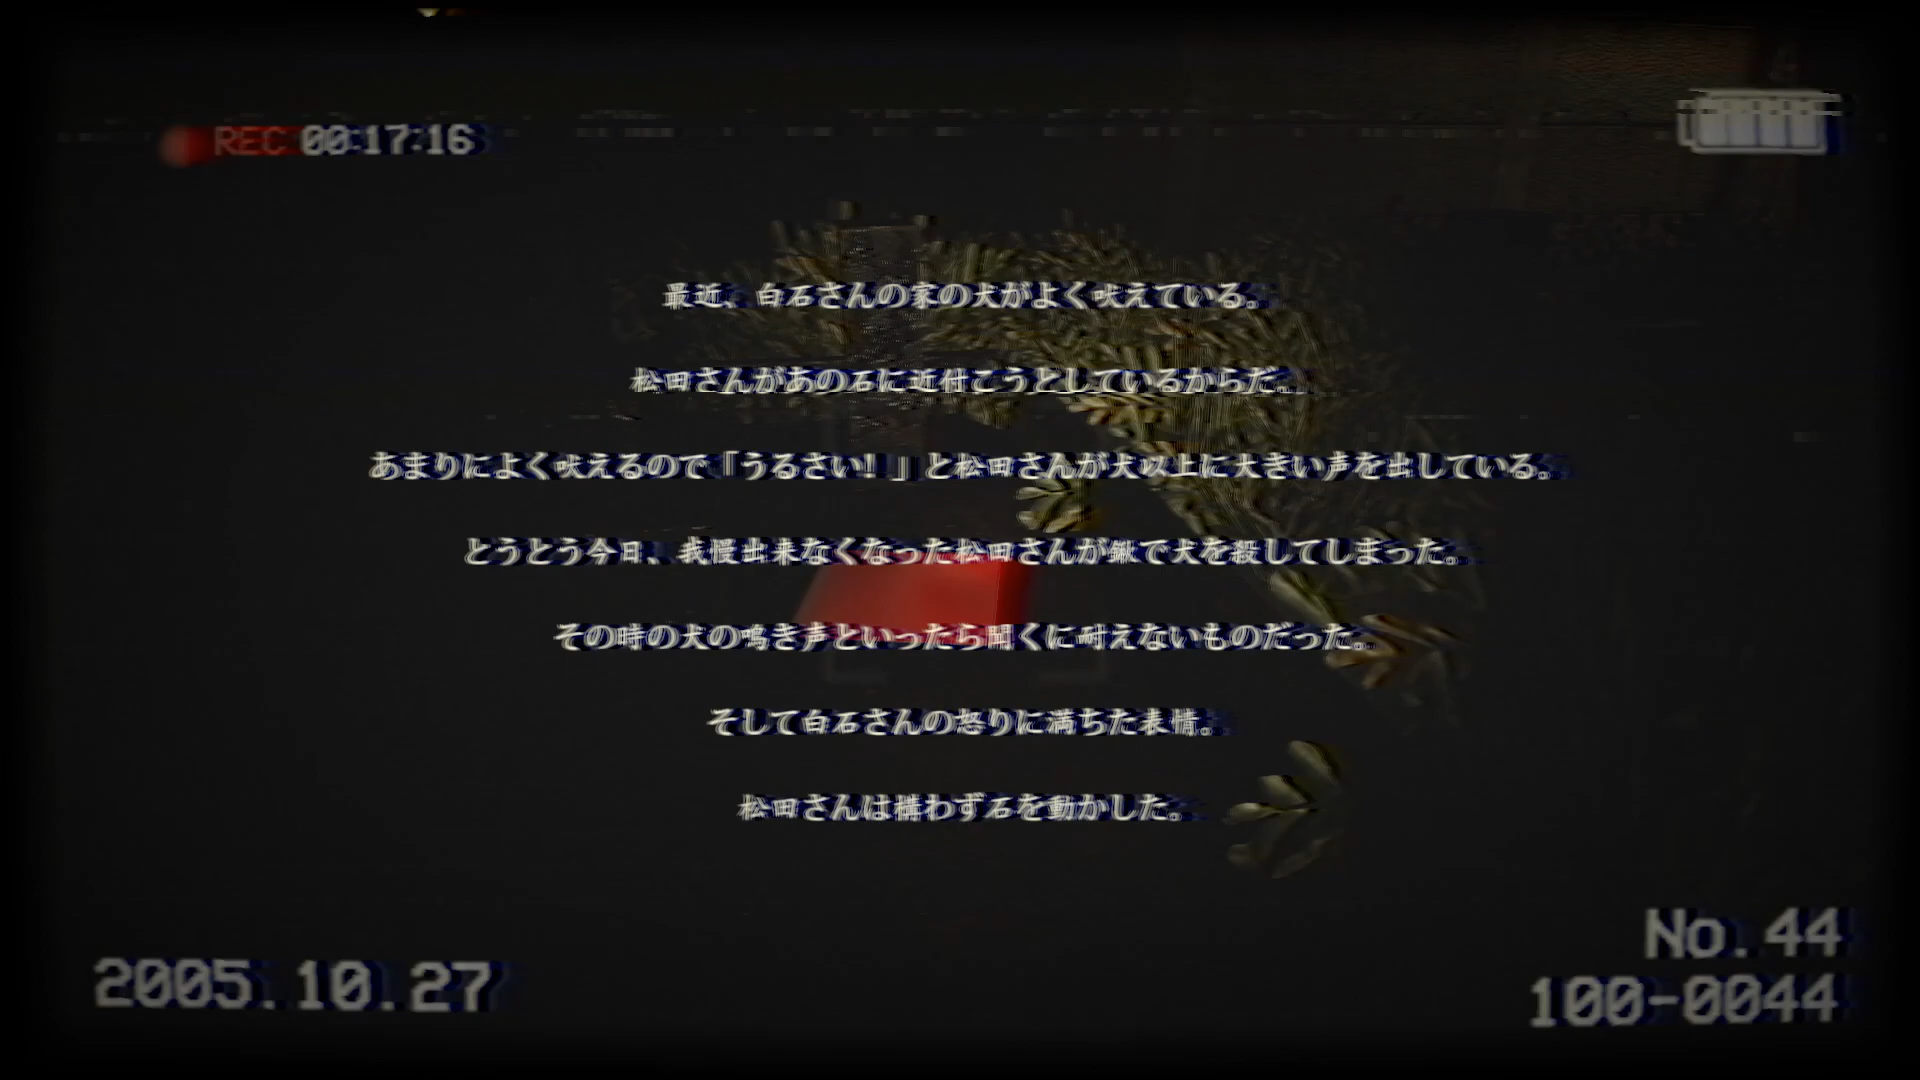 REC 00:17:16
最近、白石さんの家の犬がよく吠えている。
松田さんがあの石に近付こうとしているからだ。
あまりによく吠えるので「うるさい！」と松田さんが犬以上に大きい声を出している。
とうとう今日、我慢出来なくなった松田さんが鍬で犬を殺してしまった。
その時の犬の鳴き声といったら聞くに耐えないものだった。
そして白石さんの怒りに満ちた表情。
松田さんは構わず石を動かした。
2005.10.27
No.44
100-0044